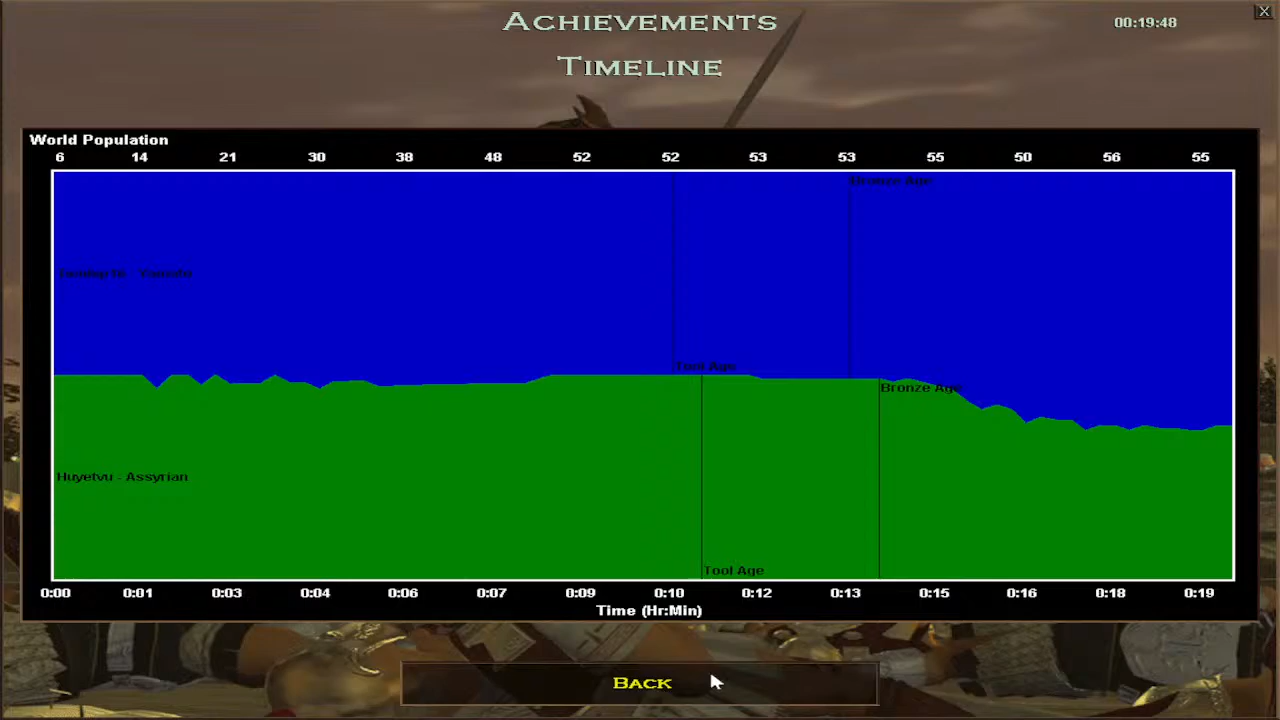 ACHIEVEMENTS
00:19:48
X
TIMELINE
World Population
6 14 21 30 38 48 52 52 53 53 55 50 56 55
Bronze Age
Tool Age
Bronze Age
Huyetvu - Assyrian
Tool Age
0:00 0:01 0:03 0:04 0:06 0:07 0:09 0:10 0:12 0:13 0:15 0:16 0:18 0:19
Time (Hr:Min)
BACK